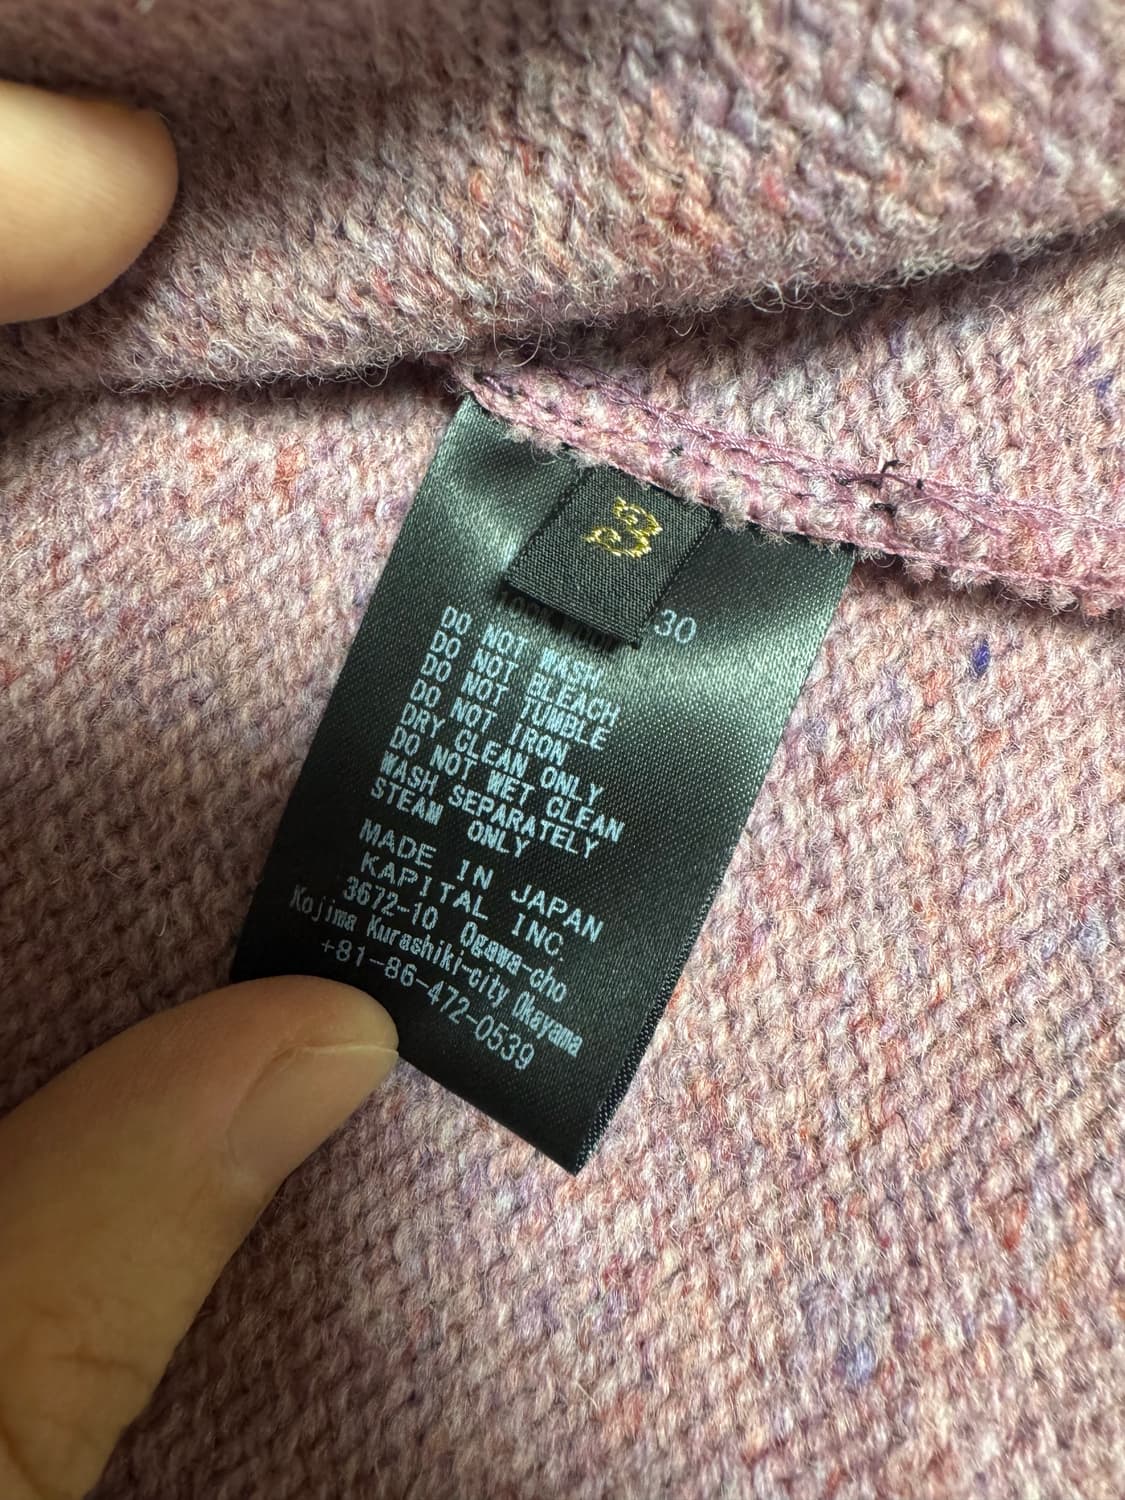 3
30
DO NOT WASH
DO NOT BLEACH
DO NOT TUMBLE
DO NOT IRON
DRY CLEAN ONLY
DO NOT WET CLEAN
WASH SEPARATELY
STEAM ONLY
MADE IN JAPAN
KAPITAL INC.
3672-10 Ogawa-cho
Kojima Kurashiki-city Okayama
+81-86-472-0539